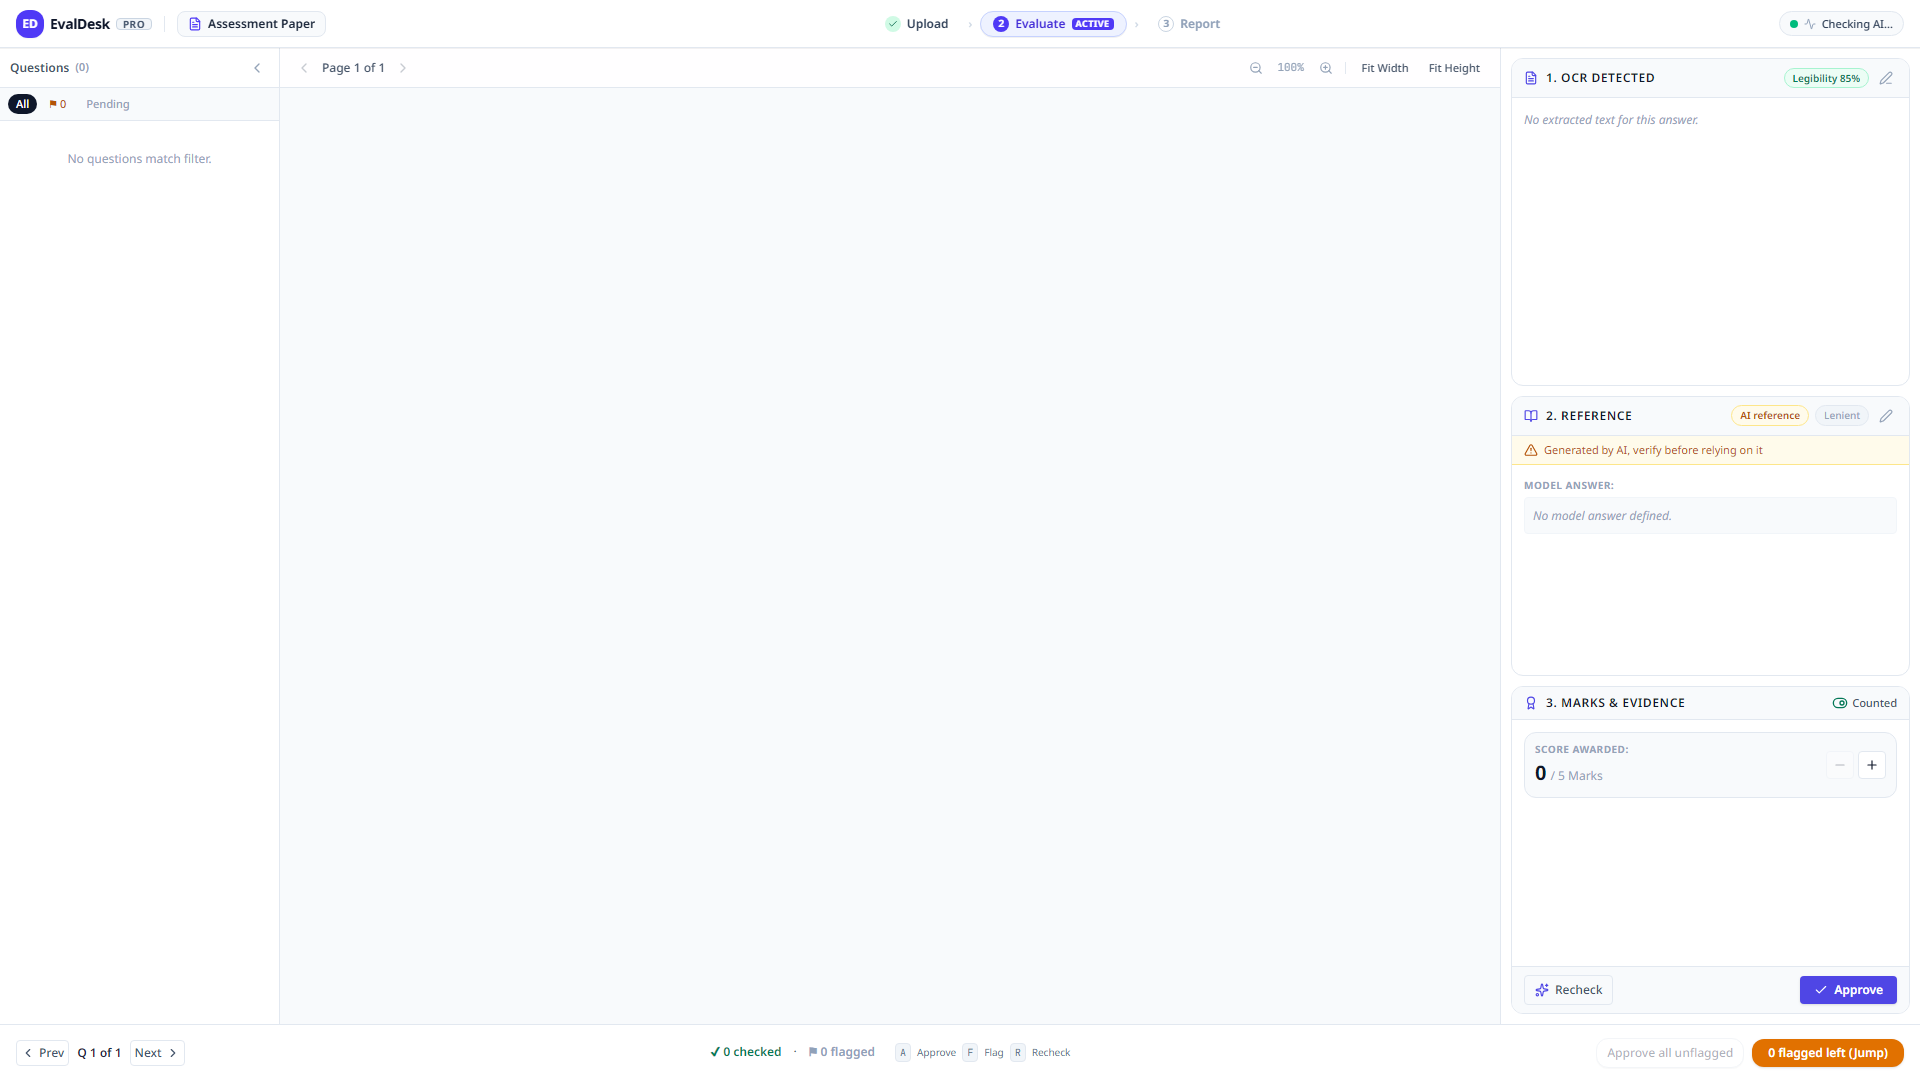 ED EvalDesk PRO Assessment Paper Upload 2 Evaluate ACTIVE 3 Report Checking AI...
Questions (0) Page 1 of 1 100% Fit Width Fit Height
All 0 Pending
No questions match filter.
1. OCR DETECTED Legibility 85%
No extracted text for this answer.
2. REFERENCE AI reference Lenient
Generated by AI, verify before relying on it
MODEL ANSWER:
No model answer defined.
3. MARKS & EVIDENCE Counted
SCORE AWARDED:
0 / 5 Marks
Recheck Approve
Prev Q 1 of 1 Next ✓ 0 checked · 0 flagged A Approve F Flag R Recheck Approve all unflagged 0 flagged left (Jump)